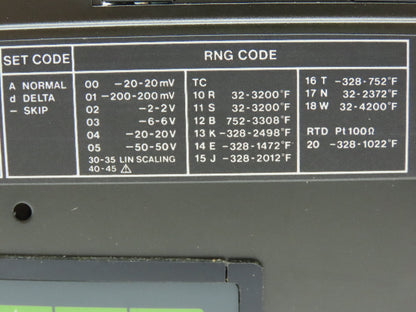 SET CODE
RNG CODE
A NORMAL
d DELTA
- SKIP
00 -20-20mV
01 -200-200mV
02 -2-2V
03 -6-6V
04 -20-20V
05 -50-50V
30-35 LIN SCALING
40-45 ⚠
TC
10 R 32-3200°F
11 S 32-3200°F
12 B 752-3308°F
13 K -328-2498°F
14 E -328-1472°F
15 J -328-2012°F
16 T -328-752°F
17 N 32-2372°F
18 W 32-4200°F
RTD Pt100Ω
20 -328-1022°F